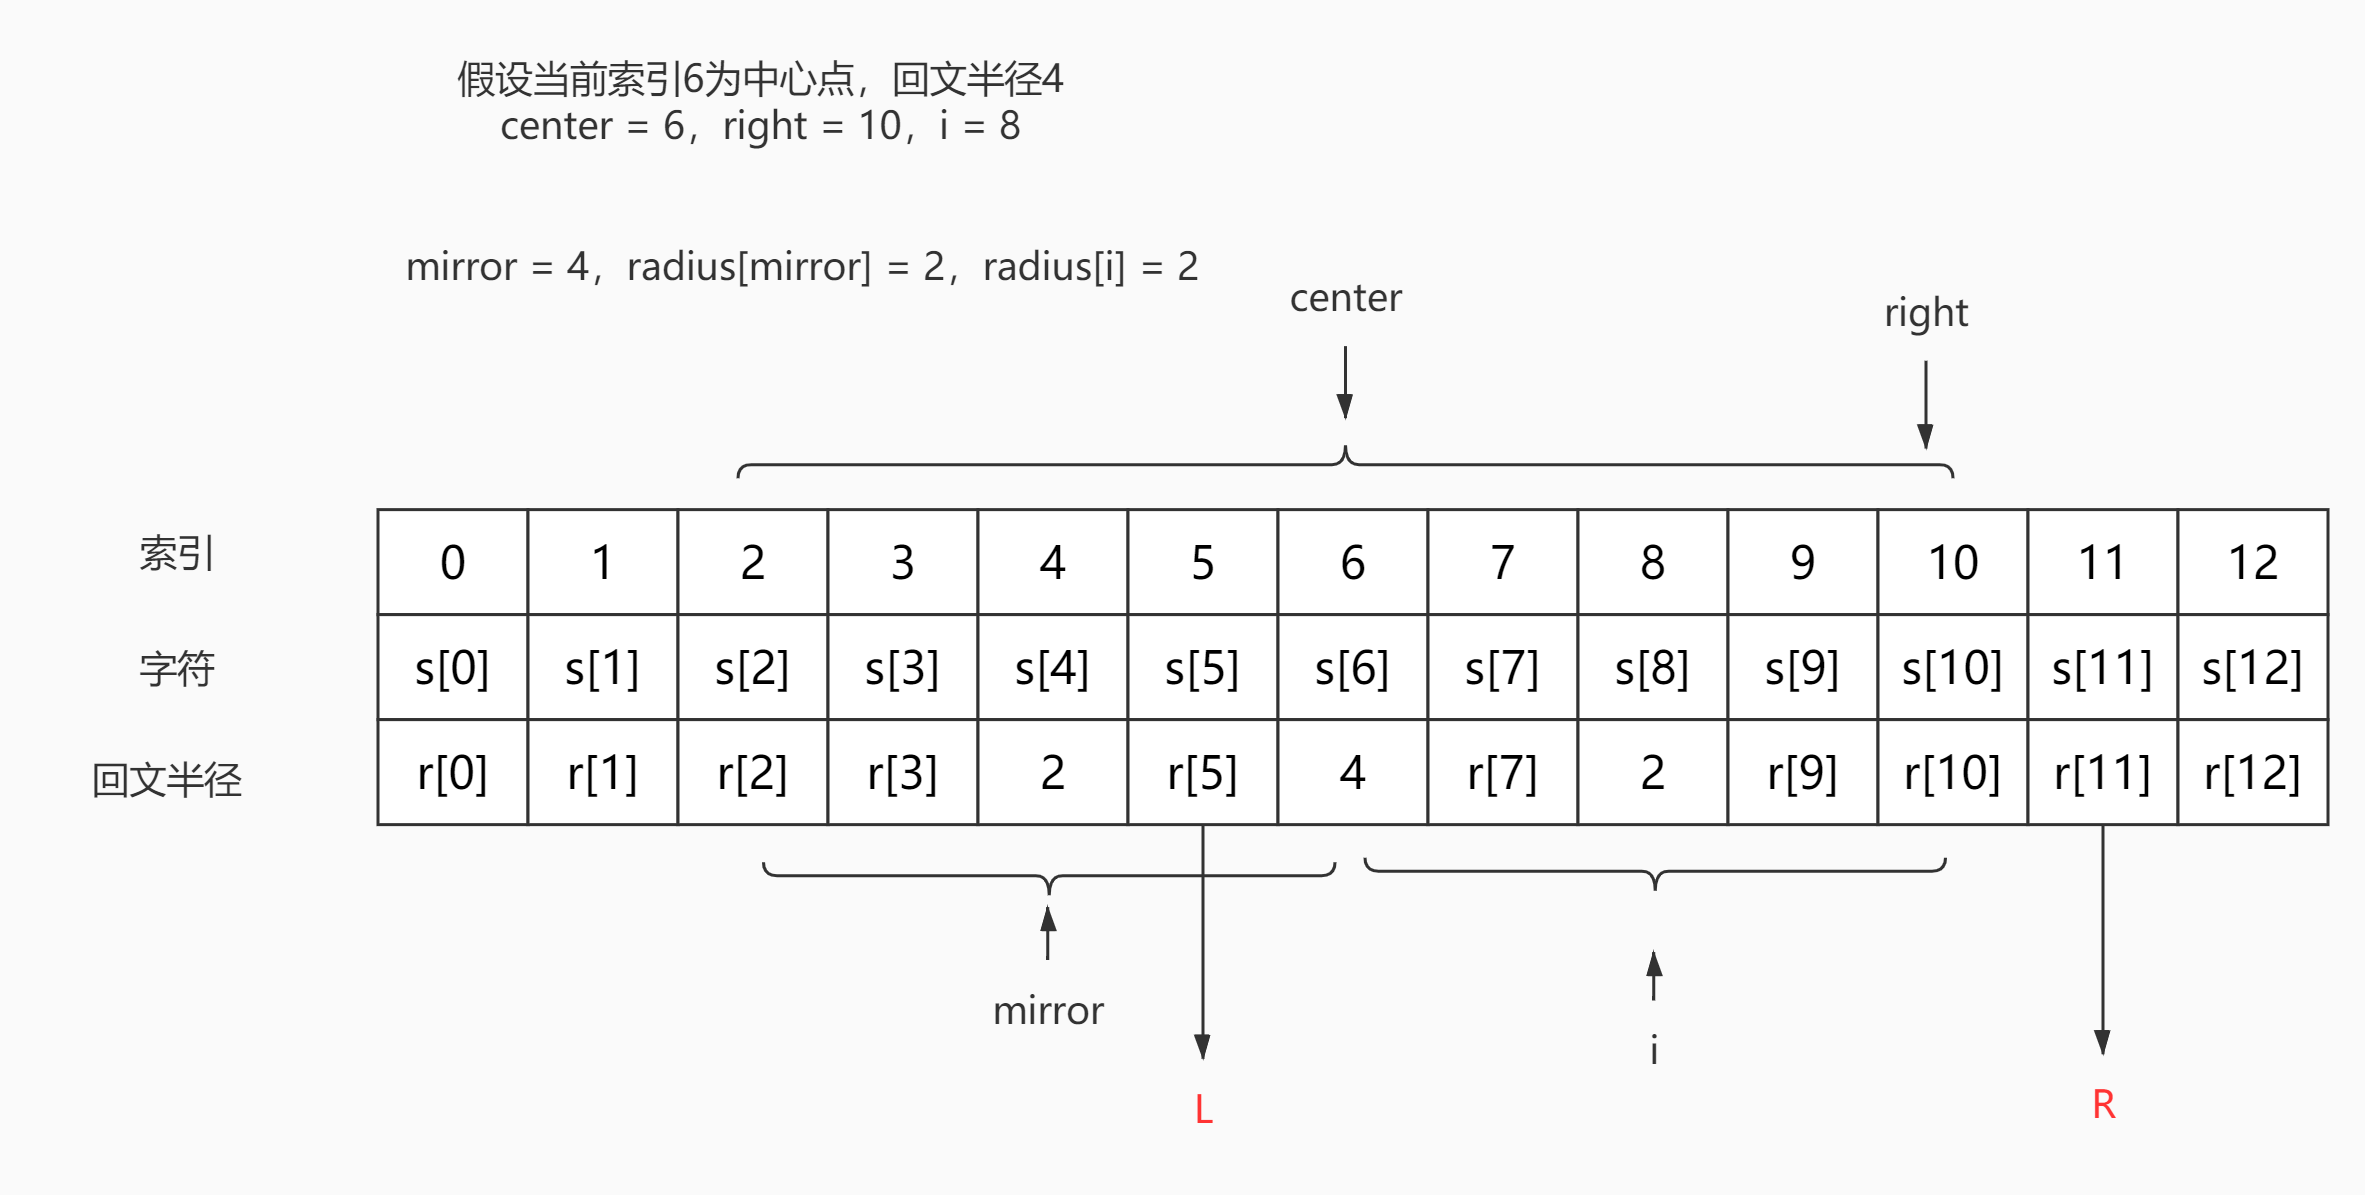 假设当前索引6为中心点，回文半径4
center = 6，right = 10，i = 8
mirror = 4，radius[mirror] = 2，radius[i] = 2
center
right
索引 0 1 2 3 4 5 6 7 8 9 10 11 12
字符 s[0] s[1] s[2] s[3] s[4] s[5] s[6] s[7] s[8] s[9] s[10] s[11] s[12]
回文半径 r[0] r[1] r[2] r[3] 2 r[5] 4 r[7] 2 r[9] r[10] r[11] r[12]
mirror
i
L
R